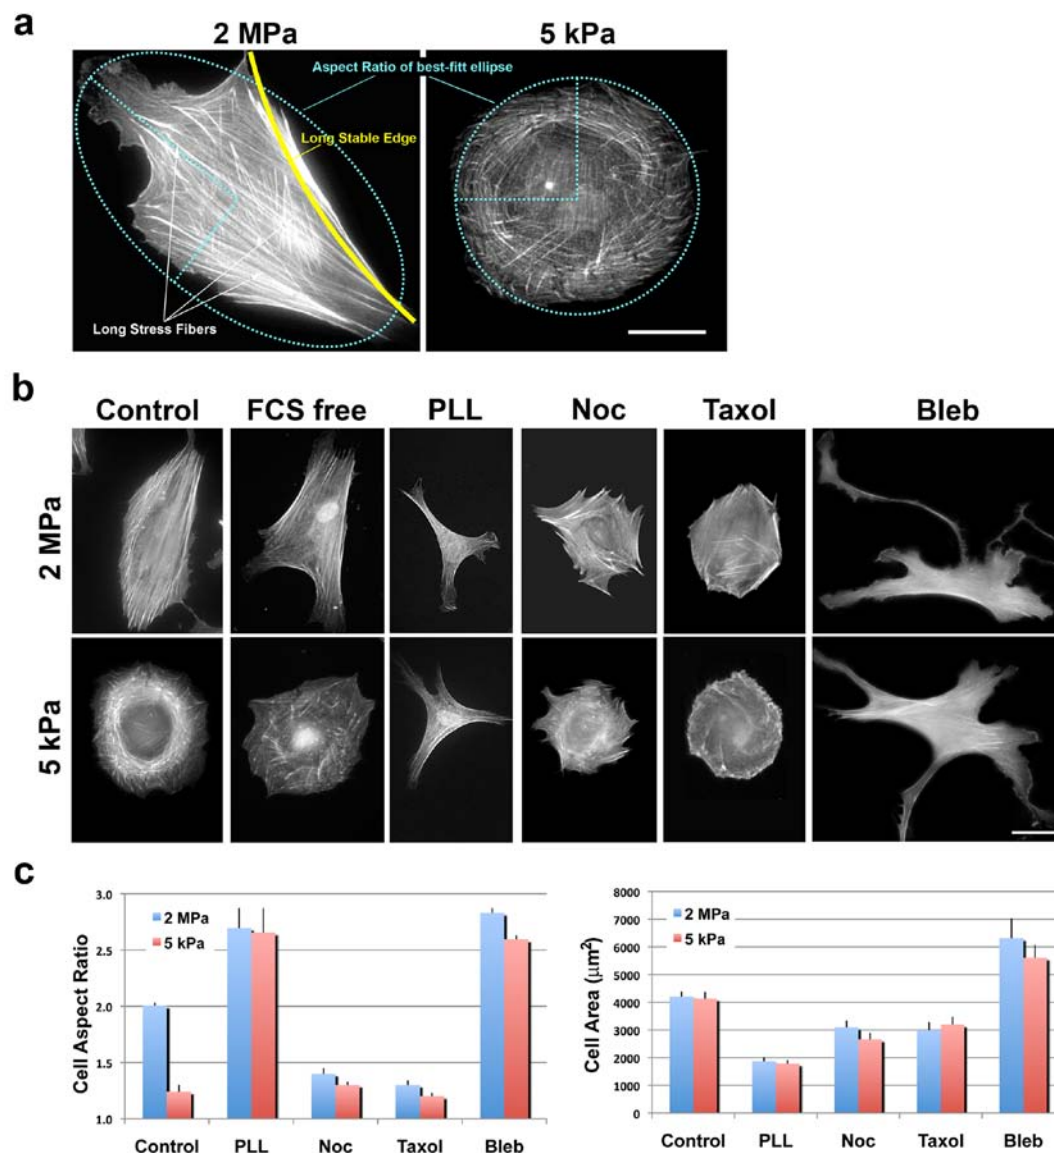 a
2 MPa 5 kPa
Aspect Ratio of best-fitt ellipse
Long Stable Edge
Long Stress Fibers
b
Control FCS free PLL Noc Taxol Bleb
2 MPa
5 kPa
c
Cell Aspect Ratio
3.0
2.5
2.0
1.5
1.0
2 MPa
5 kPa
Control PLL Noc Taxol Bleb
Cell Area (µm²)
8000
7000
6000
5000
4000
3000
2000
1000
0
2 MPa
5 kPa
Control PLL Noc Taxol Bleb